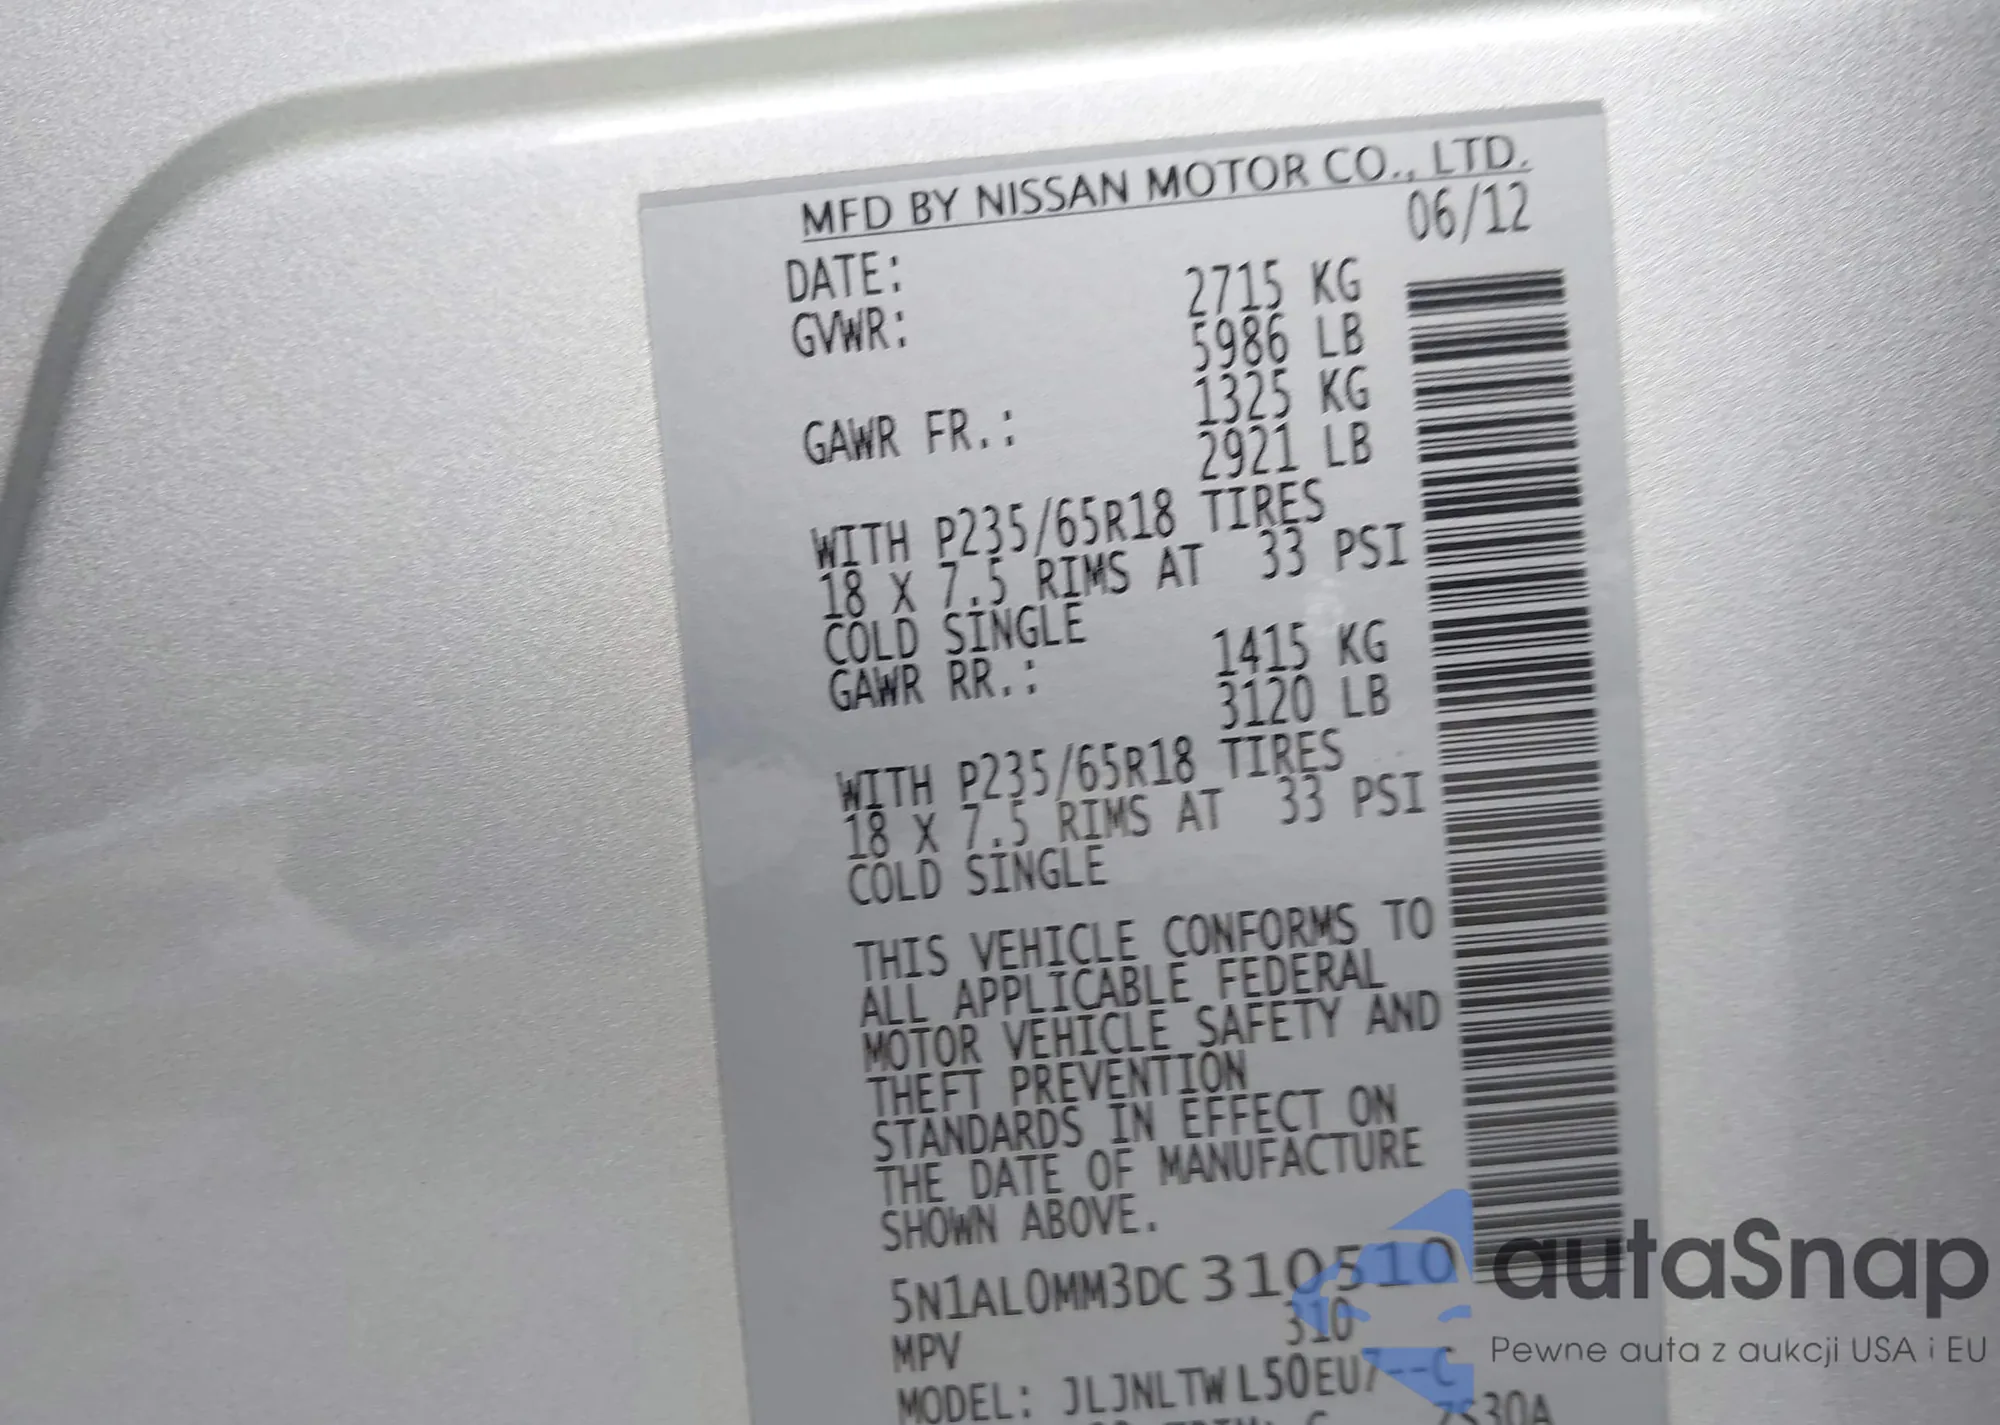 MFD BY NISSAN MOTOR CO., LTD.
DATE: 06/12
GVWR: 2715 KG
5986 LB
GAWR FR.: 1325 KG
2921 LB
WITH P235/65R18 TIRES
18 X 7.5 RIMS AT 33 PSI
COLD SINGLE
GAWR RR.: 1415 KG
3120 LB
WITH P235/65R18 TIRES
18 X 7.5 RIMS AT 33 PSI
COLD SINGLE
THIS VEHICLE CONFORMS TO
ALL APPLICABLE FEDERAL
MOTOR VEHICLE SAFETY AND
THEFT PREVENTION
STANDARDS IN EFFECT ON
THE DATE OF MANUFACTURE
SHOWN ABOVE.
5N1AL0MM3DC310510
MPV 310
MODEL: JLJNLTWL50EU7--C
autaSnap
Pewne auta z aukcji USA i EU